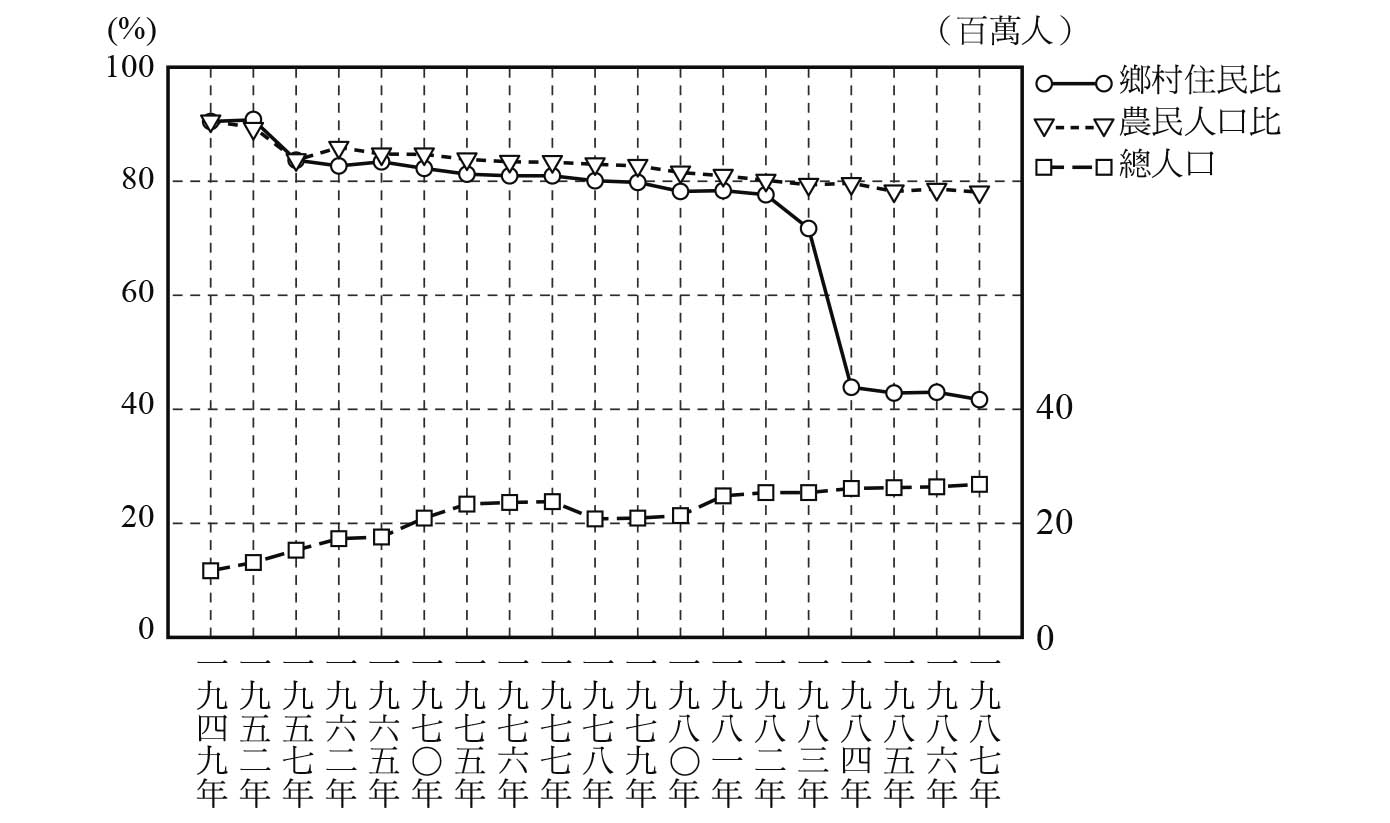 (%)
（百萬人）
100
80
60
40
20
0
40
20
0
鄉村住民比
農民人口比
總人口
一九四九年
一九五二年
一九五七年
一九六二年
一九六五年
一九七〇年
一九七五年
一九七六年
一九七七年
一九七八年
一九七九年
一九八〇年
一九八一年
一九八二年
一九八三年
一九八四年
一九八五年
一九八六年
一九八七年